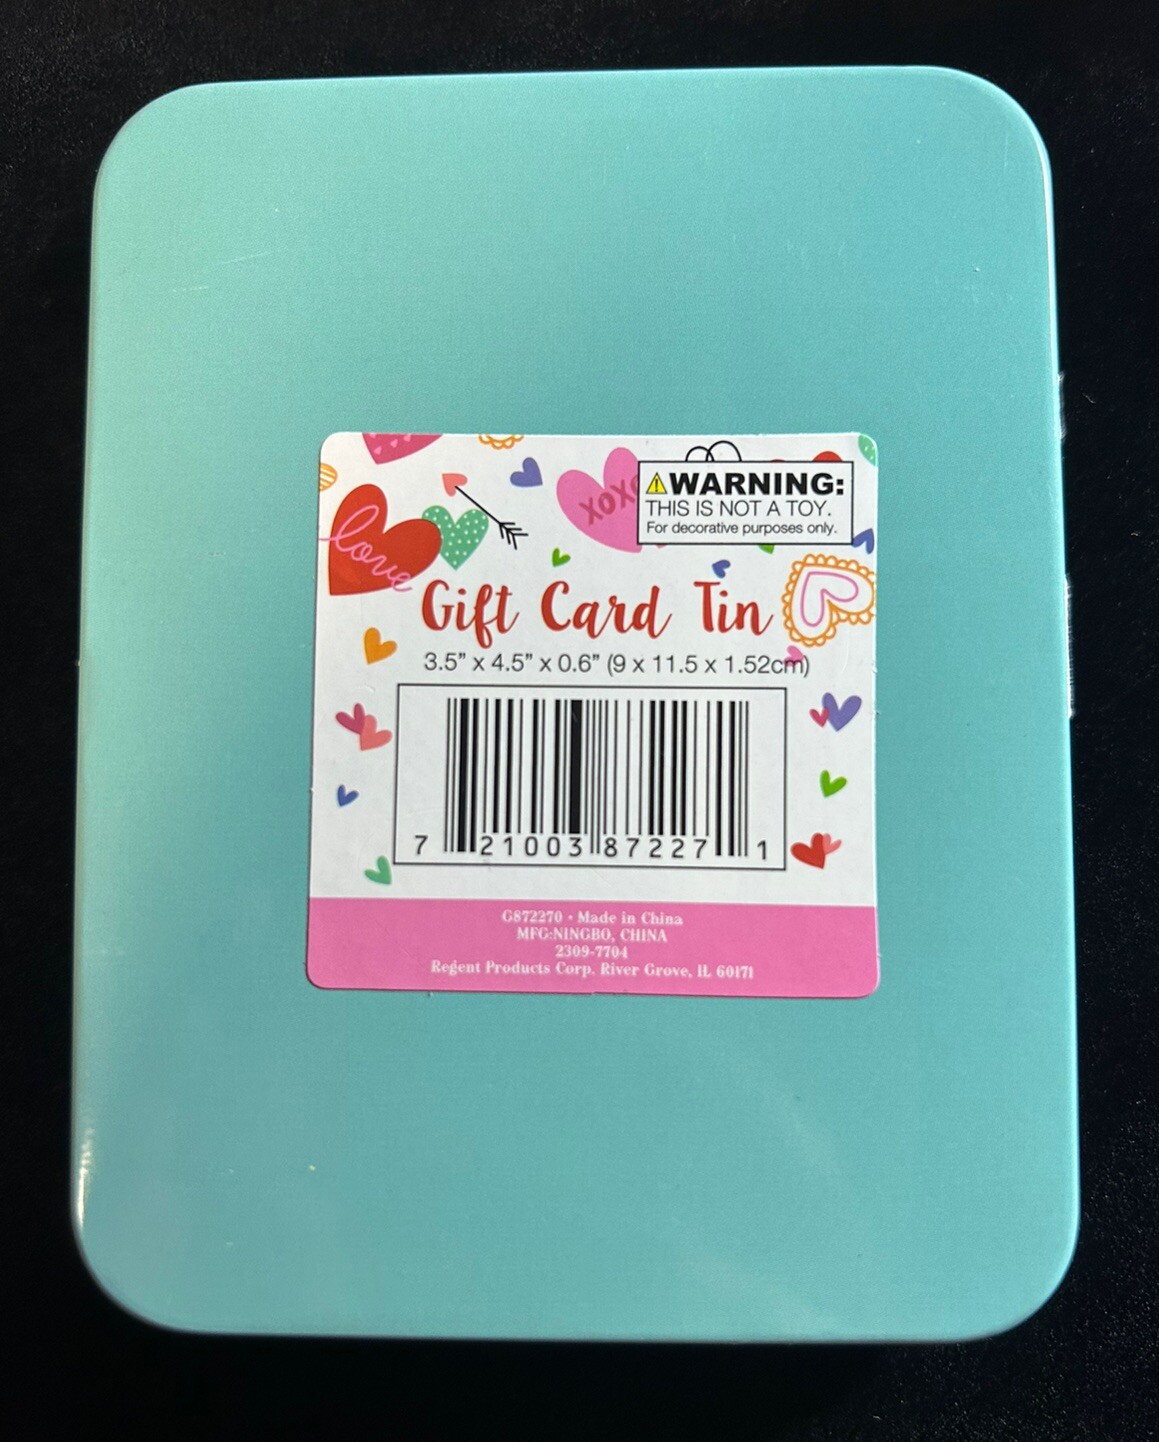 love
xoxo
WARNING:
THIS IS NOT A TOY.
For decorative purposes only.
Gift Card Tin
3.5” x 4.5” x 0.6” (9 x 11.5 x 1.52cm)
7 21003 87227 1
G872270 • Made in China
MFG:NINGBO, CHINA
2309-7704
Regent Products Corp. River Grove, IL 60171